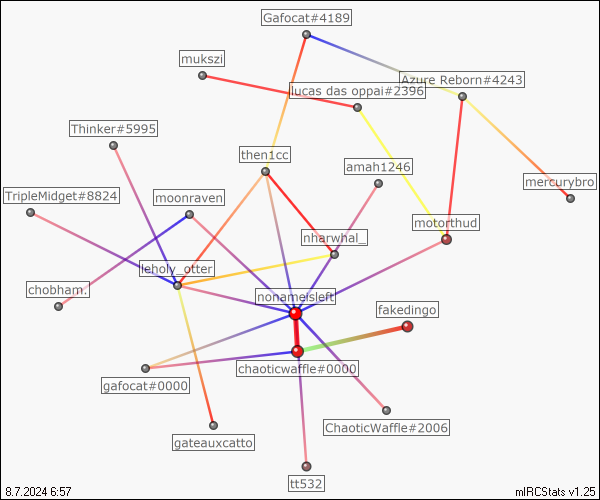 Gafocat#4189
mukszi
Azure Reborn#4243
lucas das oppai#2396
Thinker#5995
then1cc
amah1246
mercurybro
TripleMidget#8824
moonraven
motorthud
nharwhal_
leholy_otter
chobham.
nonameisleft
fakedingo
chaoticwaffle#0000
gafocat#0000
ChaoticWaffle#2006
gateauxcatto
tt532
8.7.2024 6:57
mIRCStats v1.25